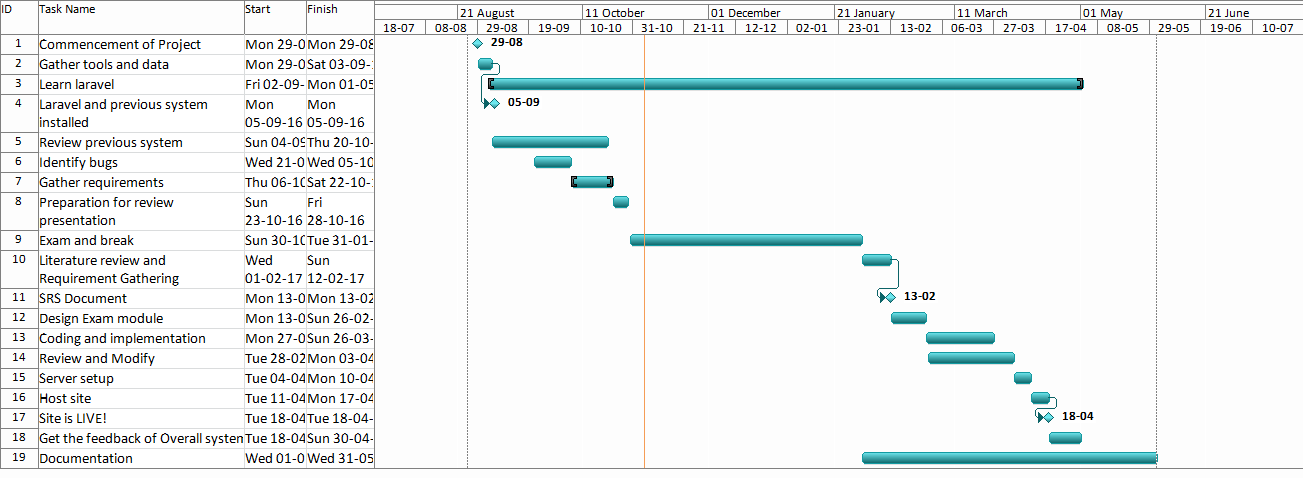 ID Task Name Start Finish
21 August 11 October 01 December 21 January 11 March 01 May 21 June
18-07 08-08 29-08 19-09 10-10 31-10 21-11 12-12 02-01 23-01 13-02 06-03 27-03 17-04 08-05 29-05 19-06 10-07
1 Commencement of Project Mon 29-0 Mon 29-08 29-08
2 Gather tools and data Mon 29-0 Sat 03-09-
3 Learn laravel Fri 02-09- Mon 01-05
4 Laravel and previous system Mon Mon 05-09
installed 05-09-16 05-09-16
5 Review previous system Sun 04-09 Thu 20-10-
6 Identify bugs Wed 21-0 Wed 05-10
7 Gather requirements Thu 06-10 Sat 22-10-
8 Preparation for review Sun Fri
presentation 23-10-16 28-10-16
9 Exam and break Sun 30-10 Tue 31-01-
10 Literature review and Wed Sun
Requirement Gathering 01-02-17 12-02-17
11 SRS Document Mon 13-0 Mon 13-02 13-02
12 Design Exam module Mon 13-0 Sun 26-02-
13 Coding and implementation Mon 27-0 Sun 26-03-
14 Review and Modify Tue 28-02 Mon 03-04
15 Server setup Tue 04-04 Mon 10-04
16 Host site Tue 11-04 Mon 17-04
17 Site is LIVE! Tue 18-04 Tue 18-04- 18-04
18 Get the feedback of Overall system Tue 18-04 Sun 30-04-
19 Documentation Wed 01-0 Wed 31-05